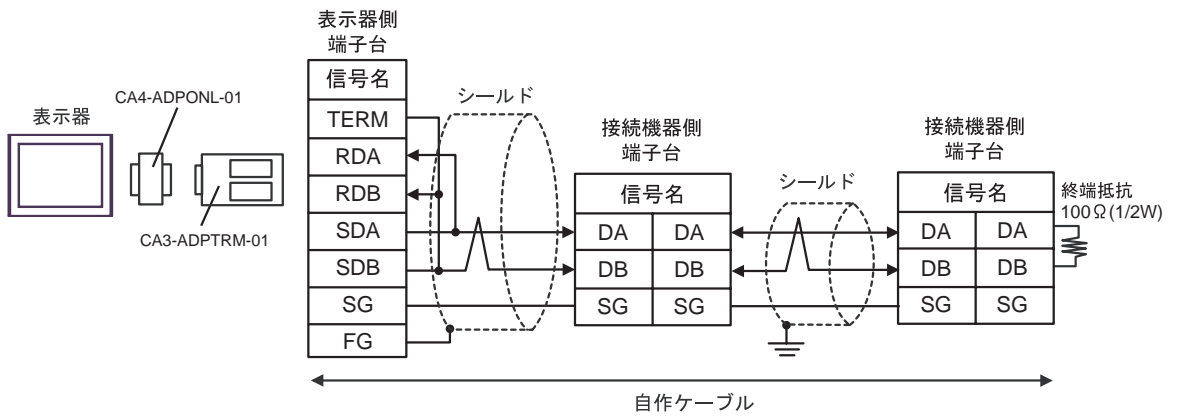 表示器
CA4-ADPONL-01
CA3-ADPTRM-01
表示器側
端子台
信号名
TERM
RDA
RDB
SDA
SDB
SG
FG
シールド
接続機器側
端子台
信号名
DA DA
DB DB
SG SG
シールド
接続機器側
端子台
信号名
DA DA
DB DB
SG SG
終端抵抗
100Ω(1/2W)
自作ケーブル